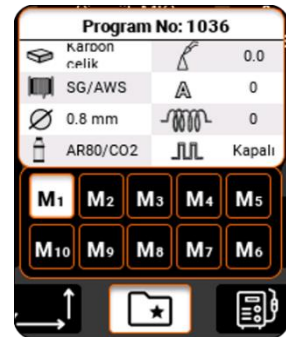 Program No: 1036
Karbon
celik
0.0
SG/AWS
A
0
0.8 mm
0
AR80/CO2
Kapalı
M1 M2 M3 M4 M5
M10 M9 M8 M7 M6